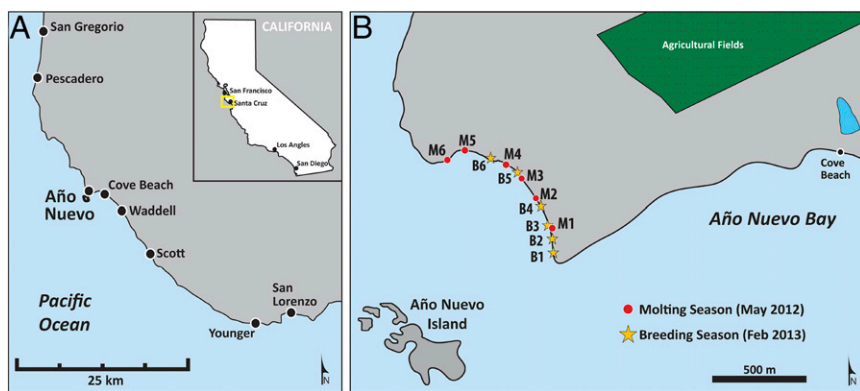 A
San Gregorio
Pescadero
Año
Nuevo
Cove Beach
Waddell
Scott
Pacific
Ocean
San
Lorenzo
Younger
25 km
N
CALIFORNIA
San Francisco
Santa Cruz
Los Angles
San Diego
B
Agricultural Fields
Cove
Beach
M6
M5
B6
M4
B5
M3
M2
B4
B3
M1
B2
B1
Año Nuevo Bay
Año Nuevo
Island
Molting Season (May 2012)
Breeding Season (Feb 2013)
500 m
N